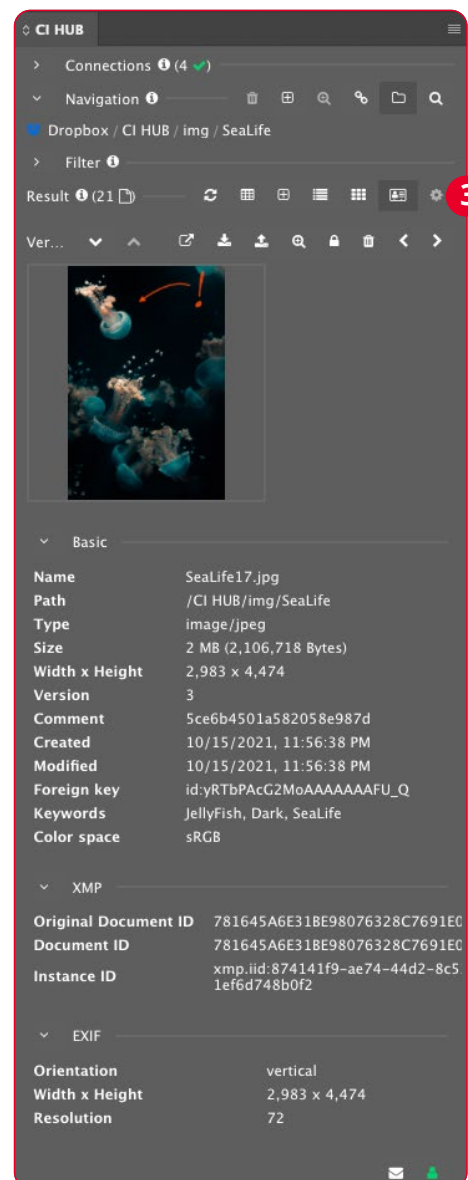 CI HUB
Connections (4 ✓)
Navigation
Dropbox / CI HUB / img / SeaLife
Filter
Result (21) 3
Ver...
Basic
Name SeaLife17.jpg
Path /CI HUB/img/SeaLife
Type image/jpeg
Size 2 MB (2,106,718 Bytes)
Width x Height 2,983 x 4,474
Version 3
Comment 5ce6b4501a582058e987d
Created 10/15/2021, 11:56:38 PM
Modified 10/15/2021, 11:56:38 PM
Foreign key id:yRTbPAcG2MoAAAAAAAFU_Q
Keywords JellyFish, Dark, SeaLife
Color space sRGB
XMP
Original Document ID 781645A6E31BE98076328C7691E0
Document ID 781645A6E31BE98076328C7691E0
Instance ID xmp.iid:874141f9-ae74-44d2-8c5
1ef6d748b0f2
EXIF
Orientation vertical
Width x Height 2,983 x 4,474
Resolution 72